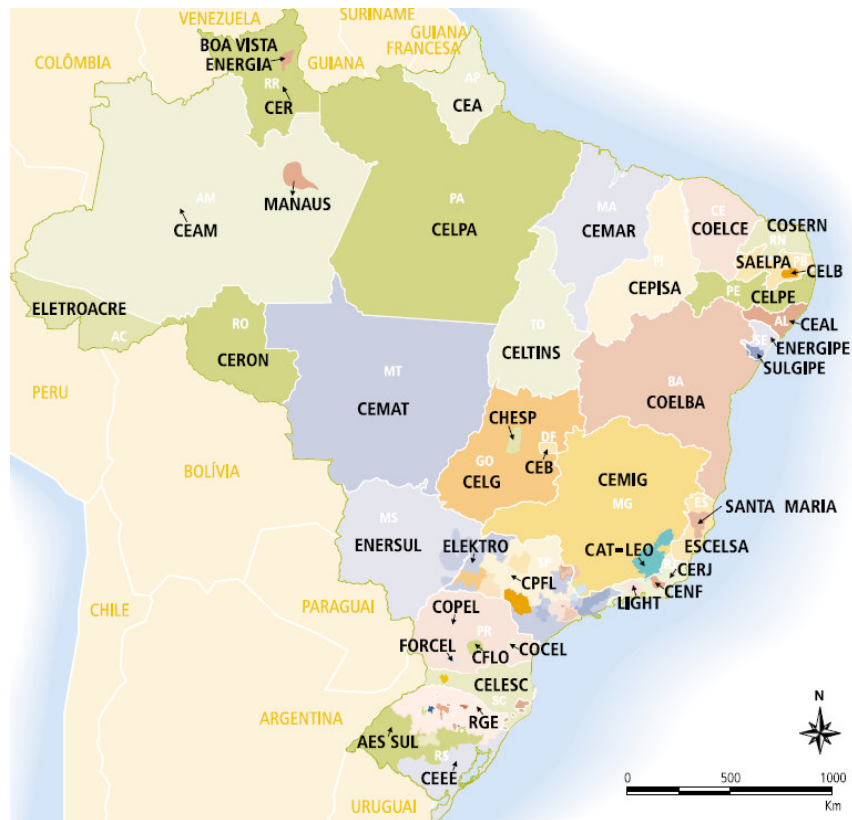 VENEZUELA
SURINAME
GUIANA
FRANCESA
COLÔMBIA
BOA VISTA
ENERGIA
GUIANA
RR
CER
AP
CEA
AM
CEAM
MANAUS
PA
CELPA
MA
CEMAR
CE
COELCE
COSERN
RN
SAELPA
PB
CELB
PI
CEPISA
PE
CELPE
AL
CEAL
SE
ENERGIPE
SULGIPE
ELETROACRE
AC
RO
CERON
TO
CELTINS
MT
CEMAT
BA
COELBA
PERU
BOLÍVIA
CHESP
DF
CEB
GO
CELG
CEMIG
MG
ES
SANTA MARIA
ESCELSA
MS
ENERSUL
ELEKTRO
SP
CPFL
CAT-LEO
CERJ
CENF
LIGHT
CHILE
PARAGUAI
COPEL
PR
FORCEL
CFLO
COCEL
CELESC
SC
ARGENTINA
RGE
AES SUL
RS
CEEE
URUGUAI
N
0 500 1000
Km